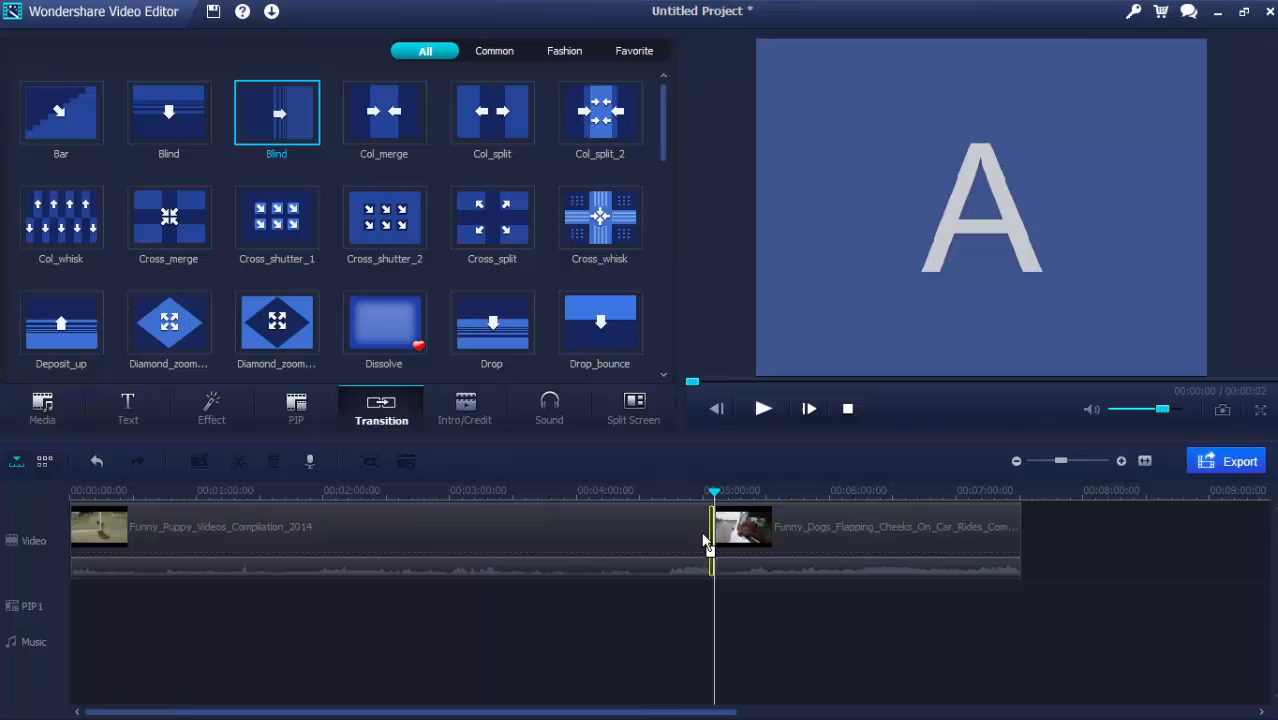 Wondershare Video Editor
Untitled Project *
All Common Fashion Favorite
Bar Blind Blind Col_merge Col_split Col_split_2
Col_whisk Cross_merge Cross_shutter_1 Cross_shutter_2 Cross_split Cross_whisk
Deposit_up Diamond_zoom... Diamond_zoom... Dissolve Drop Drop_bounce
A
00:00:00 / 00:00:02
Media Text Effect PIP Transition Intro/Credit Sound Split Screen
Export
00:00:00:00 00:01:00:00 00:02:00:00 00:03:00:00 00:04:00:00 00:05:00:00 00:06:00:00 00:07:00:00 00:08:00:00 00:09:00:00
Video Funny_Puppy_Videos_Compilation_2014 Funny_Dogs_Flapping_Cheeks_On_Car_Rides_Com...
PIP1
Music